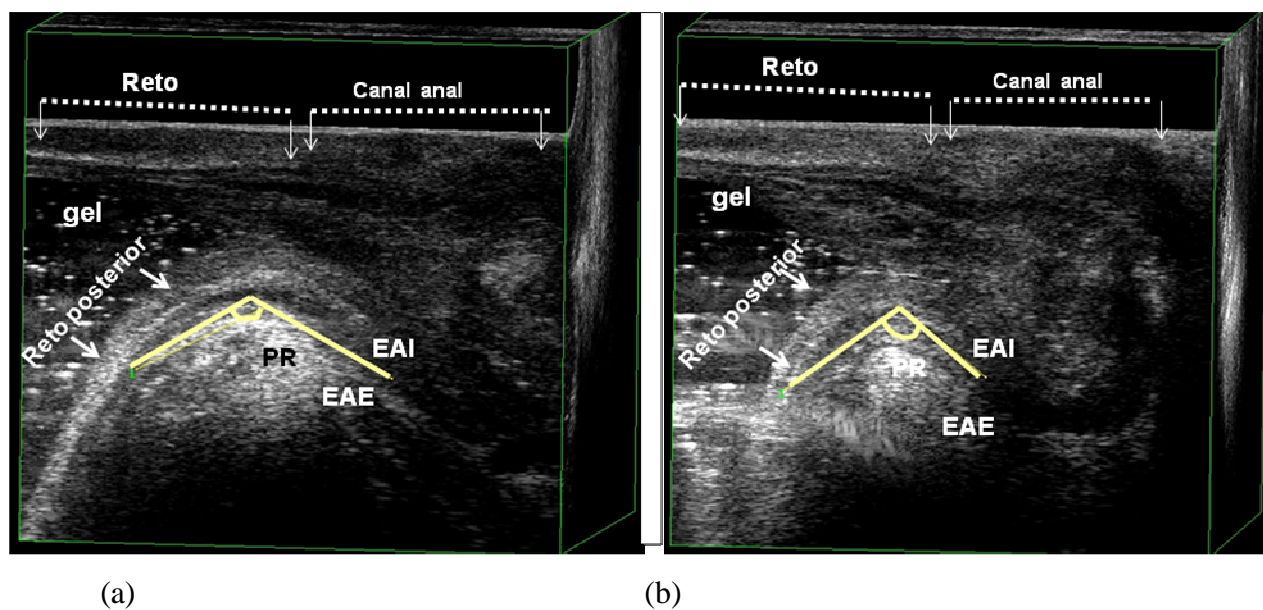 Reto
Canal anal
gel
Reto posterior
PR
EAI
EAE
Reto
Canal anal
gel
Reto posterior
PR
EAI
EAE
(a)
(b)